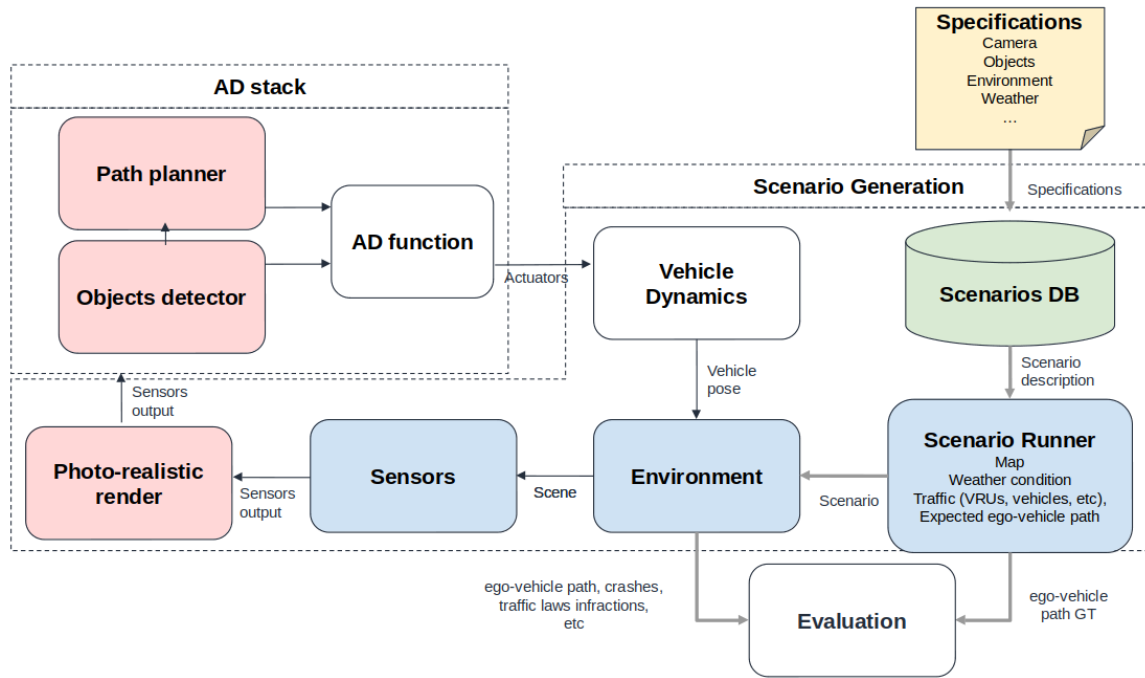 Specifications
Camera
Objects
Environment
Weather
…
AD stack
Path planner
AD function
Objects detector
Actuators
Scenario Generation
Specifications
Vehicle
Dynamics
Scenarios DB
Vehicle
pose
Scenario
description
Sensors
output
Photo-realistic
render
Sensors
output
Sensors
Scene
Environment
Scenario
Scenario Runner
Map
Weather condition
Traffic (VRUs, vehicles, etc),
Expected ego-vehicle path
ego-vehicle path, crashes,
traffic laws infractions,
etc
Evaluation
ego-vehicle
path GT